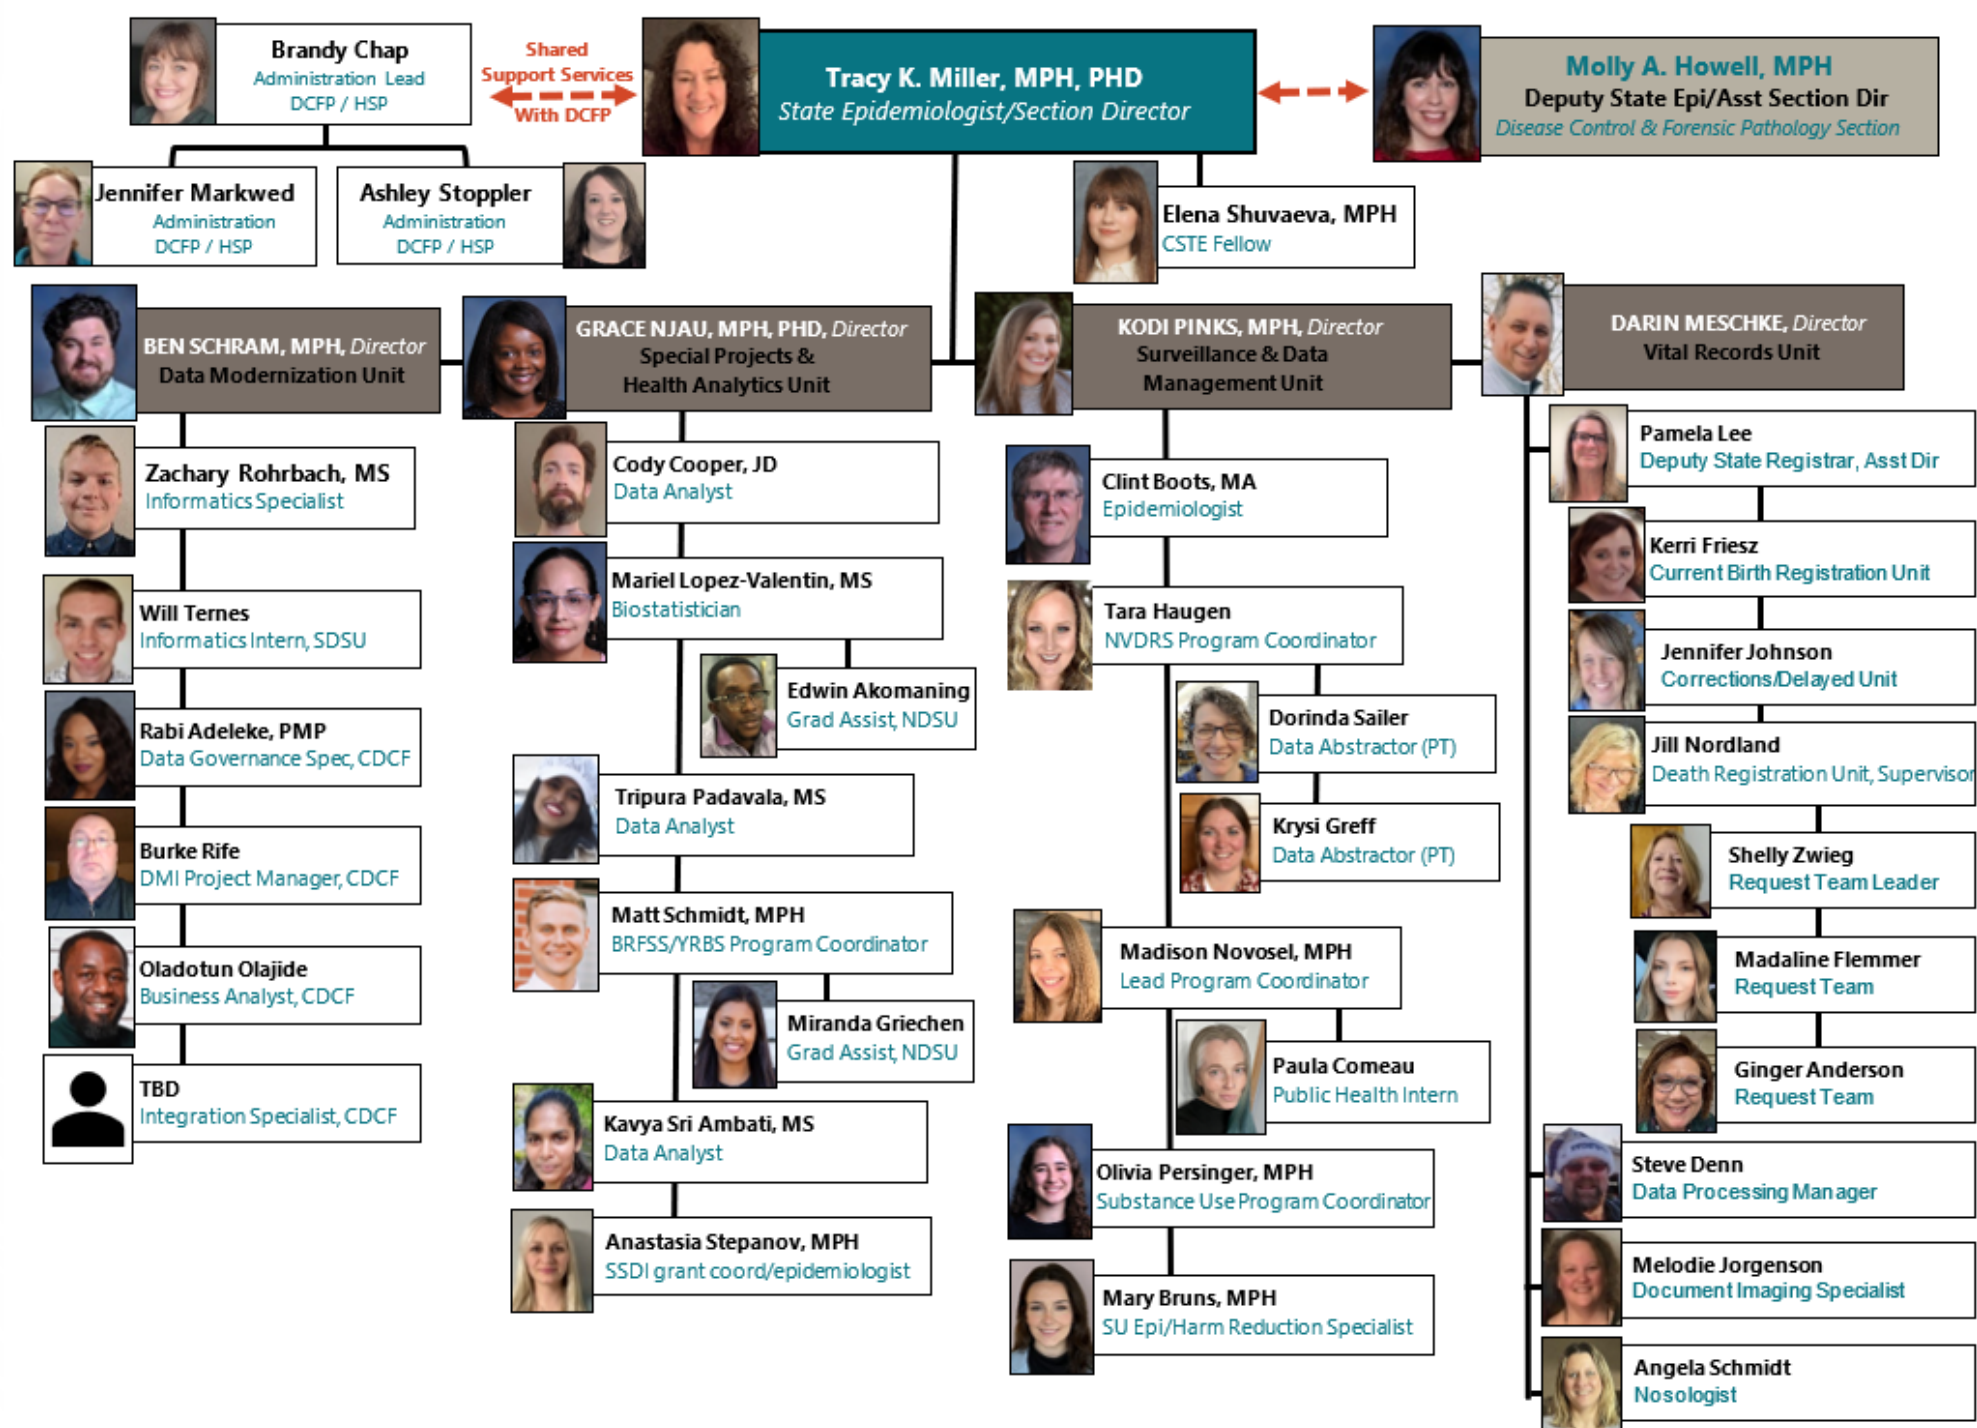 Brandy Chap
Administration Lead
DCFP / HSP
Shared
Support Services
With DCFP
Tracy K. Miller, MPH, PHD
State Epidemiologist/Section Director
Molly A. Howell, MPH
Deputy State Epi/Asst Section Dir
Disease Control & Forensic Pathology Section
Jennifer Markwed
Administration
DCFP / HSP
Ashley Stoppler
Administration
DCFP / HSP
Elena Shuvaeva, MPH
CSTE Fellow
BEN SCHRAM, MPH, Director
Data Modernization Unit
GRACE NJAU, MPH, PHD, Director
Special Projects &
Health Analytics Unit
KODI PINKS, MPH, Director
Surveillance & Data
Management Unit
DARIN MESCHKE, Director
Vital Records Unit
Zachary Rohrbach, MS
Informatics Specialist
Will Ternes
Informatics Intern, SDSU
Rabi Adeleke, PMP
Data Governance Spec, CDCF
Burke Rife
DMI Project Manager, CDCF
Oladotun Olajide
Business Analyst, CDCF
TBD
Integration Specialist, CDCF
Cody Cooper, JD
Data Analyst
Mariel Lopez-Valentin, MS
Biostatistician
Edwin Akomaning
Grad Assist, NDSU
Tripura Padavala, MS
Data Analyst
Matt Schmidt, MPH
BRFSS/YRBS Program Coordinator
Miranda Griechen
Grad Assist, NDSU
Kavya Sri Ambati, MS
Data Analyst
Anastasia Stepanov, MPH
SSDI grant coord/epidemiologist
Clint Boots, MA
Epidemiologist
Tara Haugen
NVDRS Program Coordinator
Dorinda Sailer
Data Abstractor (PT)
Krysi Greff
Data Abstractor (PT)
Madison Novosel, MPH
Lead Program Coordinator
Paula Comeau
Public Health Intern
Olivia Persinger, MPH
Substance Use Program Coordinator
Mary Bruns, MPH
SU Epi/Harm Reduction Specialist
Pamela Lee
Deputy State Registrar, Asst Dir
Kerri Friesz
Current Birth Registration Unit
Jennifer Johnson
Corrections/Delayed Unit
Jill Nordland
Death Registration Unit, Supervisor
Shelly Zwieg
Request Team Leader
Madaline Flemmer
Request Team
Ginger Anderson
Request Team
Steve Denn
Data Processing Manager
Melodie Jorgenson
Document Imaging Specialist
Angela Schmidt
Nosologist